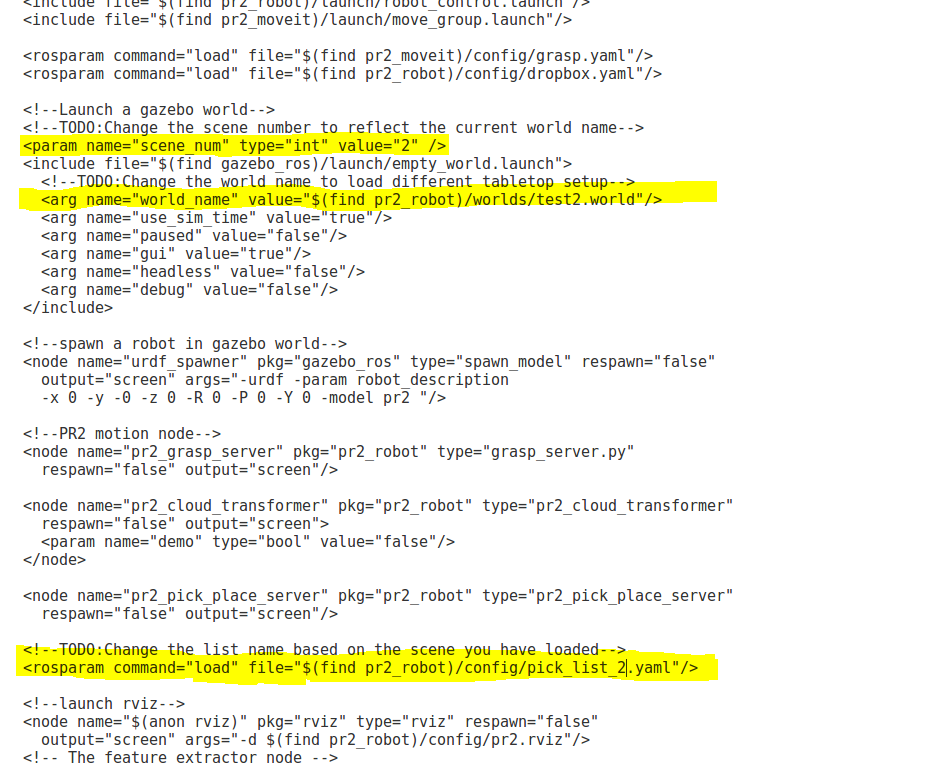 <include file="$(find pr2_robot)/launch/robot_control.launch"/>
<include file="$(find pr2_moveit)/launch/move_group.launch"/>
<rosparam command="load" file="$(find pr2_moveit)/config/grasp.yaml"/>
<rosparam command="load" file="$(find pr2_robot)/config/dropbox.yaml"/>
<!--Launch a gazebo world-->
<!--TODO:Change the scene number to reflect the current world name-->
<param name="scene_num" type="int" value="2" />
<include file="$(find gazebo_ros)/launch/empty_world.launch">
<!--TODO:Change the world name to load different tabletop setup-->
<arg name="world_name" value="$(find pr2_robot)/worlds/test2.world"/>
<arg name="use_sim_time" value="true"/>
<arg name="paused" value="false"/>
<arg name="gui" value="true"/>
<arg name="headless" value="false"/>
<arg name="debug" value="false"/>
</include>
<!--spawn a robot in gazebo world-->
<node name="urdf_spawner" pkg="gazebo_ros" type="spawn_model" respawn="false"
output="screen" args="-urdf -param robot_description
-x 0 -y -0 -z 0 -R 0 -P 0 -Y 0 -model pr2 "/>
<!--PR2 motion node-->
<node name="pr2_grasp_server" pkg="pr2_robot" type="grasp_server.py"
respawn="false" output="screen"/>
<node name="pr2_cloud_transformer" pkg="pr2_robot" type="pr2_cloud_transformer"
respawn="false" output="screen">
<param name="demo" type="bool" value="false"/>
</node>
<node name="pr2_pick_place_server" pkg="pr2_robot" type="pr2_pick_place_server"
respawn="false" output="screen"/>
<!--TODO:Change the list name based on the scene you have loaded-->
<rosparam command="load" file="$(find pr2_robot)/config/pick_list_2.yaml"/>
<!--launch rviz-->
<node name="$(anon rviz)" pkg="rviz" type="rviz" respawn="false"
output="screen" args="-d $(find pr2_robot)/config/pr2.rviz"/>
<!-- The feature extractor node -->